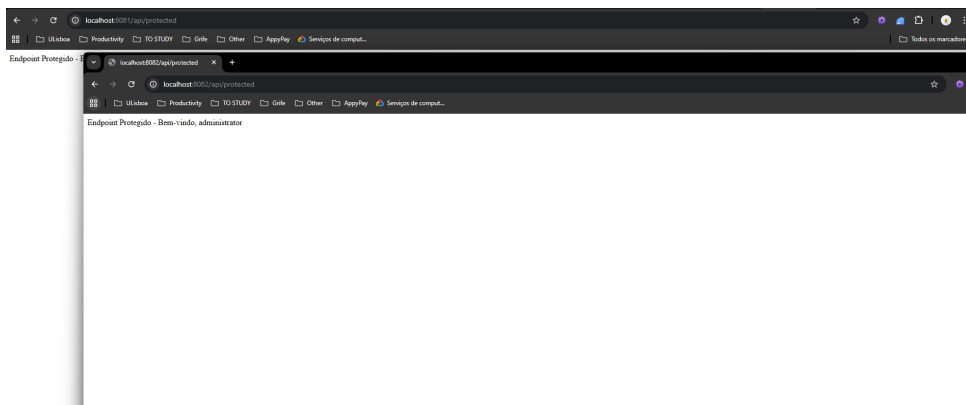 localhost:8081/api/protected
ULisboa Productivity TO STUDY Grife Other AppyPay Serviços de comput... Todos os marcadores
Endpoint Protegido -
localhost:8082/api/protected
localhost:8082/api/protected
ULisboa Productivity TO STUDY Grife Other AppyPay Serviços de comput...
Endpoint Protegido - Bem-vindo, administrator